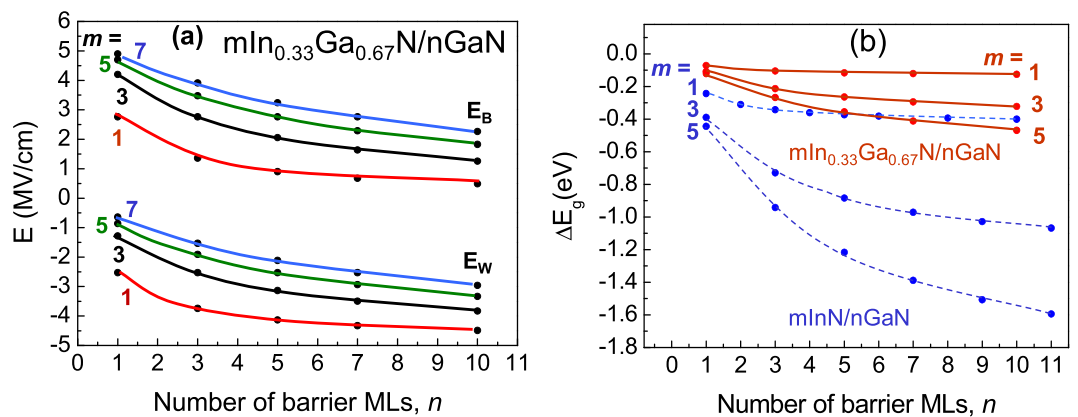 (a) mIn0.33Ga0.67N/nGaN
m =
7
5
3
1
EB
7
5
3
1
EW
E (MV/cm)
6
5
4
3
2
1
0
-1
-2
-3
-4
-5
0 1 2 3 4 5 6 7 8 9 10 11
Number of barrier MLs, n
(b)
m =
1
3
5
m =
1
3
5
mIn0.33Ga0.67N/nGaN
mInN/nGaN
ΔEg(eV)
0.0
-0.2
-0.4
-0.6
-0.8
-1.0
-1.2
-1.4
-1.6
-1.8
0 1 2 3 4 5 6 7 8 9 10 11
Number of barrier MLs, n